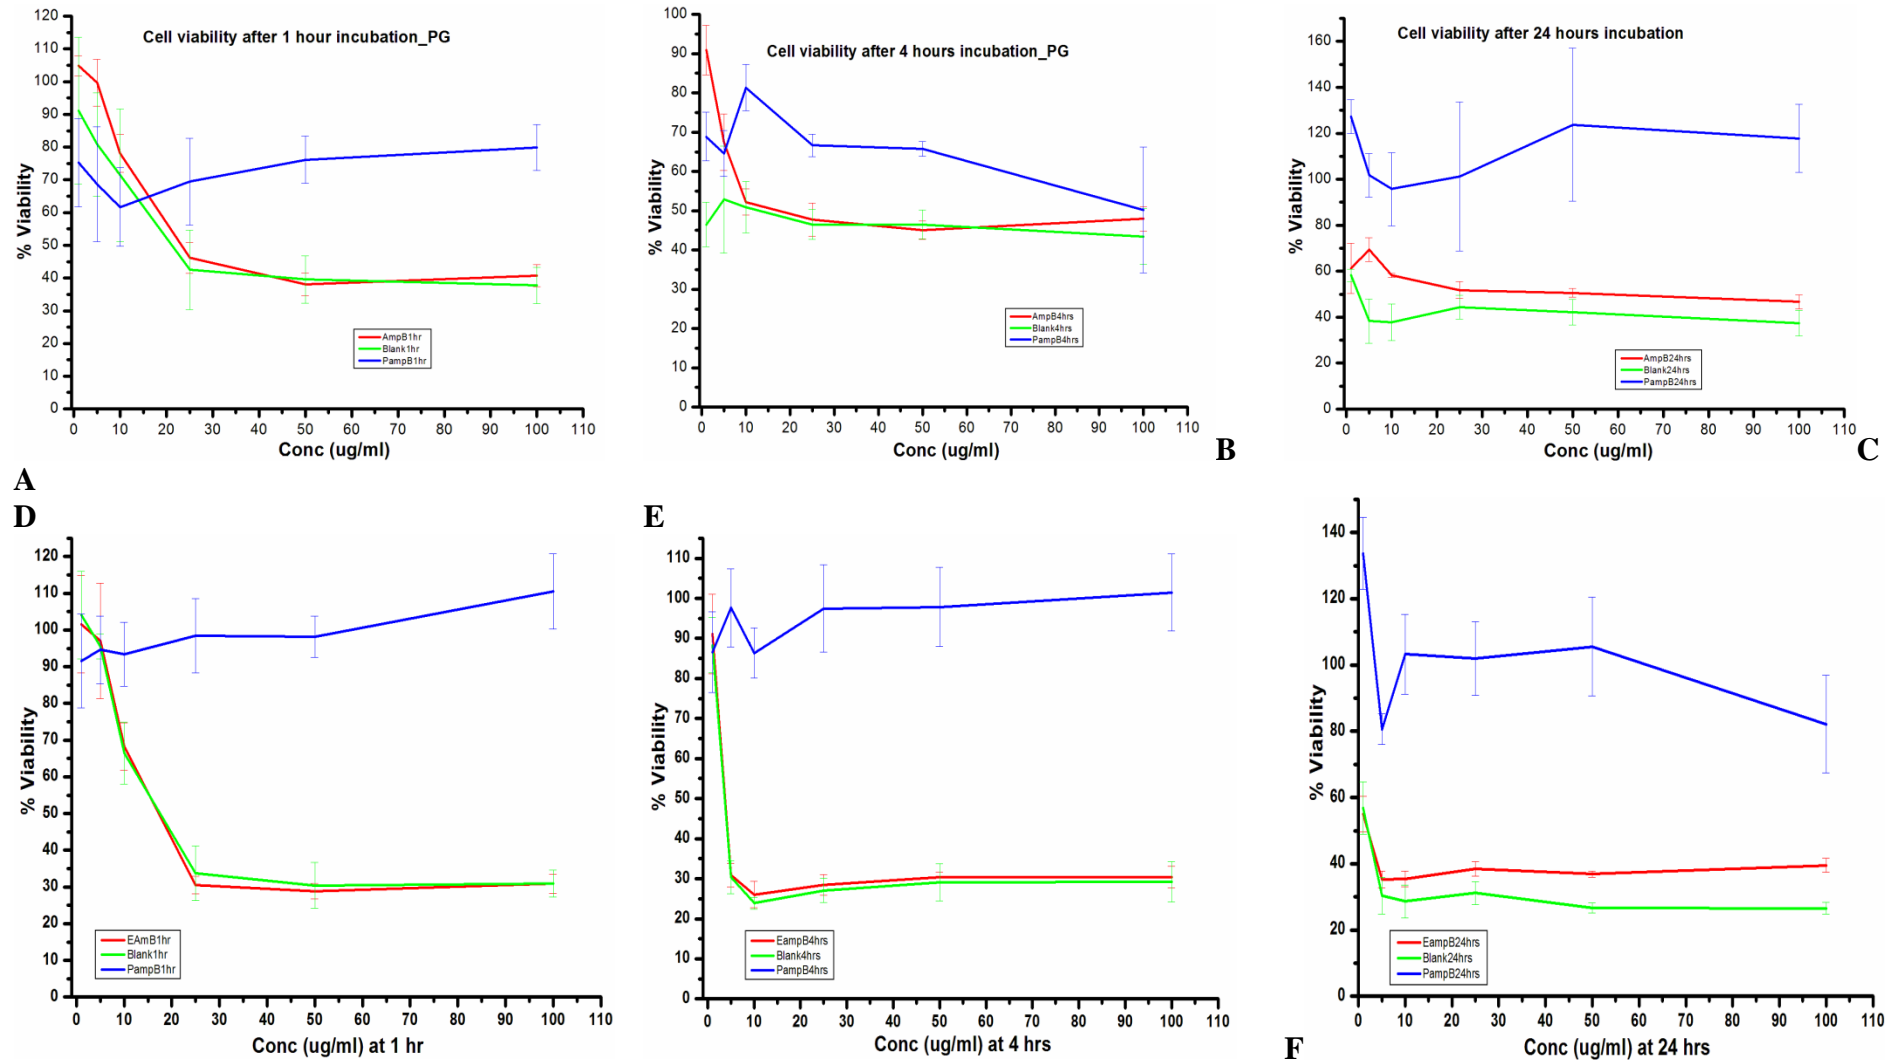 Cell viability after 1 hour incubation_PG
120
110
100
90
80
70
60
50
40
30
20
10
0
% Viability
AmpB1hr
Blank1hr
PampB1hr
0 10 20 30 40 50 60 70 80 90 100 110
Conc (ug/ml)
A
Cell viability after 4 hours incubation_PG
100
90
80
70
60
50
40
30
20
10
0
% Viability
AmpB4hrs
Blank4hrs
PampB4hrs
0 10 20 30 40 50 60 70 80 90 100 110
Conc (ug/ml)
B
Cell viability after 24 hours incubation
160
140
120
100
80
60
40
20
0
% Viability
AmpB24hrs
Blank24hrs
PampB24hrs
0 10 20 30 40 50 60 70 80 90 100 110
Conc (ug/ml)
C
D
120
110
100
90
80
70
60
50
40
30
20
10
0
% Viability
EAmB1hr
Blank1hr
PampB1hr
0 10 20 30 40 50 60 70 80 90 100 110
Conc (ug/ml) at 1 hr
E
110
100
90
80
70
60
50
40
30
20
10
0
% Viability
EampB4hrs
Blank4hrs
PampB4hrs
0 10 20 30 40 50 60 70 80 90 100 110
Conc (ug/ml) at 4 hrs
140
120
100
80
60
40
20
0
% Viability
EampB24hrs
Blank24hrs
PampB24hrs
0 10 20 30 40 50 60 70 80 90 100 110
Conc (ug/ml) at 24 hrs
F